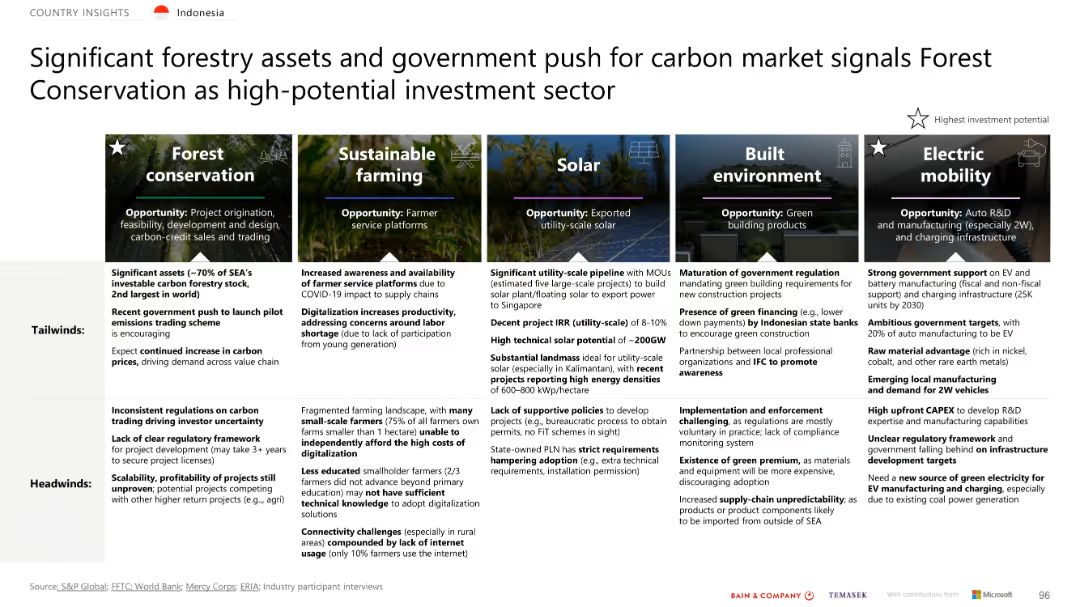 COUNTRY INSIGHTS
Indonesia
Significant forestry assets and government push for carbon market signals Forest
Conservation as high-potential investment sector
Highest investment potential
Forest
conservation
Opportunity: Project origination,
feasibility, development and design,
carbon-credit sales and trading
Sustainable
farming
Opportunity: Farmer
service platforms
Solar
Opportunity: Exported
utility-scale solar
Built
environment
Opportunity: Green
building products
Electric
mobility
Opportunity: Auto R&D
and manufacturing (especially 2W),
and charging infrastructure
Tailwinds:
Significant assets (~70% of SEA's
investable carbon forestry stock,
2nd largest in world)
Recent government push to launch pilot
emissions trading scheme
is encouraging
Expect continued increase in carbon
prices, driving demand across value chain
Increased awareness and availability
of farmer service platforms due to
COVID-19 impact to supply chains
Digitalization increases productivity,
addressing concerns around labor
shortage (due to lack of participation
from young generation)
Significant utility-scale pipeline with MOUs
(estimated five large-scale projects) to build
solar plant/floating solar to export power
to Singapore
Decent project IRR (utility-scale) of 8-10%
High technical solar potential of ~200GW
Substantial landmass ideal for utility-scale
solar (especially in Kalimantan), with recent
projects reporting high energy densities
of 600–800 kWp/hectare
Maturation of government regulation
mandating green building requirements for
new construction projects
Presence of green financing (e.g., lower
down payments) by Indonesian state banks
to encourage green construction
Partnership between local professional
organizations and IFC to promote
awareness
Strong government support on EV and
battery manufacturing (fiscal and non-fiscal
support) and charging infrastructure (25K
units by 2030)
Ambitious government targets, with
20% of auto manufacturing to be EV
Raw material advantage (rich in nickel,
cobalt, and other rare earth metals)
Emerging local manufacturing
and demand for 2W vehicles
Headwinds:
Inconsistent regulations on carbon
trading driving investor uncertainty
Lack of clear regulatory framework
for project development (may take 3+ years
to secure project licenses)
Scalability, profitability of projects still
unproven; potential projects competing
with other higher return projects (e.g.,, agri)
Fragmented farming landscape, with many
small-scale farmers (75% of all farmers own
farms smaller than 1 hectare) unable to
independently afford the high costs of
digitalization
Less educated smallholder farmers (2/3
farmers did not advance beyond primary
education) may not have sufficient
technical knowledge to adopt digitalization
solutions
Connectivity challenges (especially in rural
areas) compounded by lack of internet
usage (only 10% farmers use the internet)
Lack of supportive policies to develop
projects (e.g., bureaucratic process to obtain
permits, no FiT schemes in sight)
State-owned PLN has strict requirements
hampering adoption (e.g., extra technical
requirements, installation permission)
Implementation and enforcement
challenging, as regulations are mostly
voluntary in practice; lack of compliance
monitoring system
Existence of green premium, as materials
and equipment will be more expensive,
discouraging adoption
Increased supply-chain unpredictability; as
products or product components likely
to be imported from outside of SEA
High upfront CAPEX to develop R&D
expertise and manufacturing capabilities
Unclear regulatory framework and
government falling behind on infrastructure
development targets
Need a new source of green electricity for
EV manufacturing and charging, especially
due to existing coal power generation
Source: S&P Global; FFTC; World Bank; Mercy Corps; ERIA; Industry participant interviews
BAIN & COMPANY
TEMASEK
With contributions from
Microsoft
96